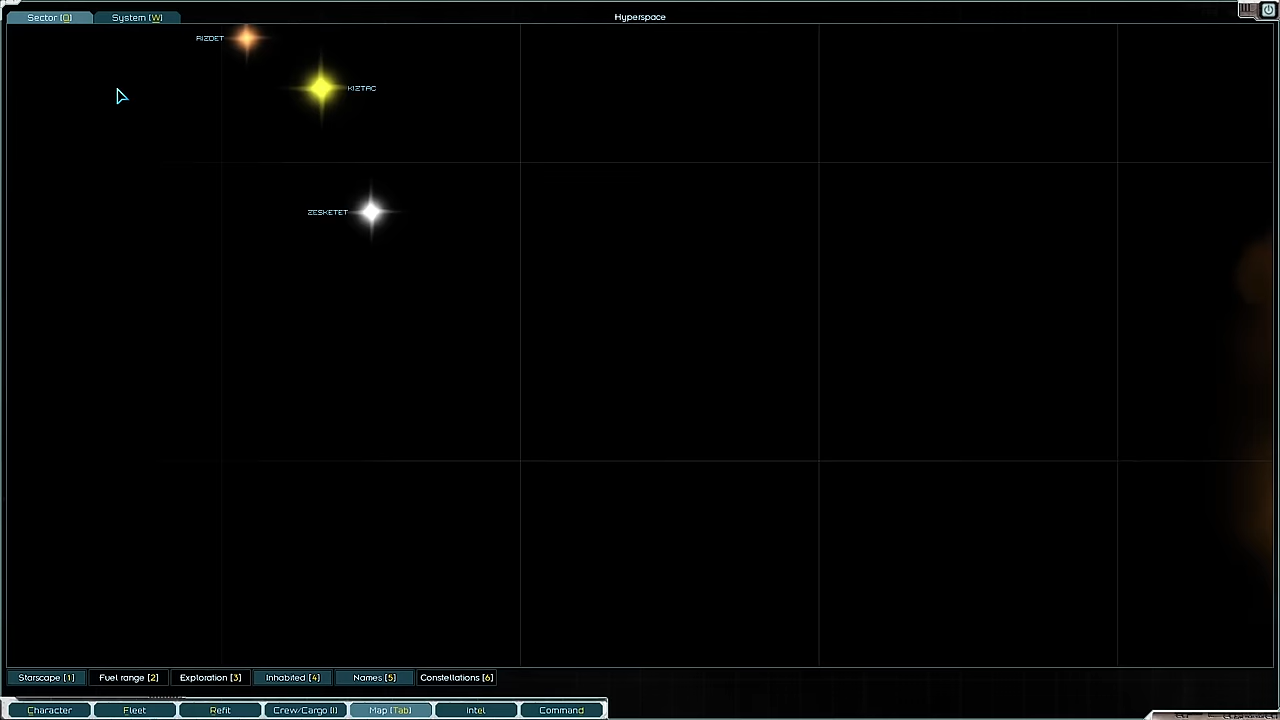 Sector [Q] System [W] Hyperspace
RIZDET
KIZTAC
ZESKETET
Starscape [1] Fuel range [2] Exploration [3] Inhabited [4] Names [5] Constellations [6]
Character Fleet Refit Crew/Cargo [I] Map [Tab] Intel Command